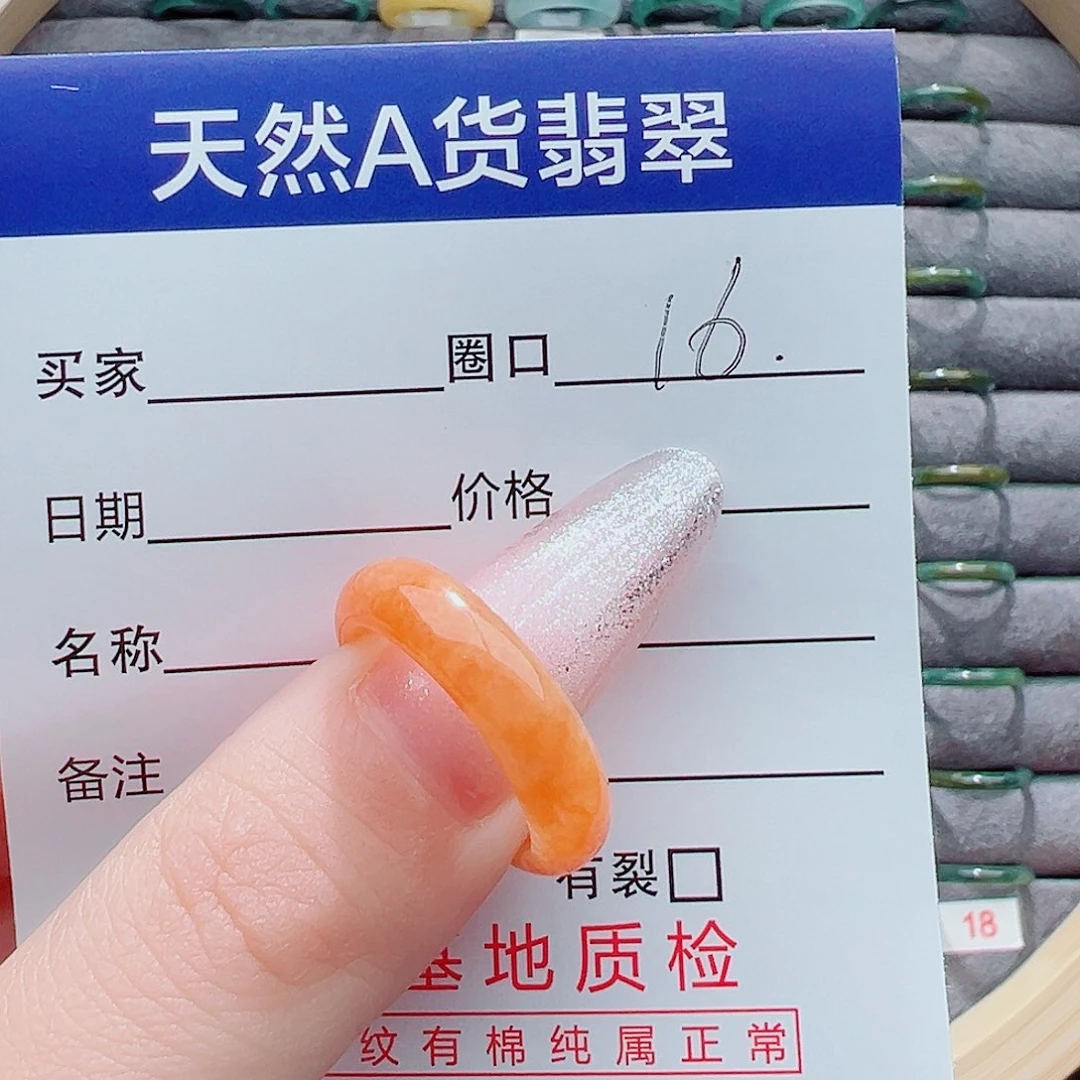 天然A货翡翠
买家 圈口 16.
日期 价格
名称
备注
有裂
基地质检
纹有棉纯属正常
18